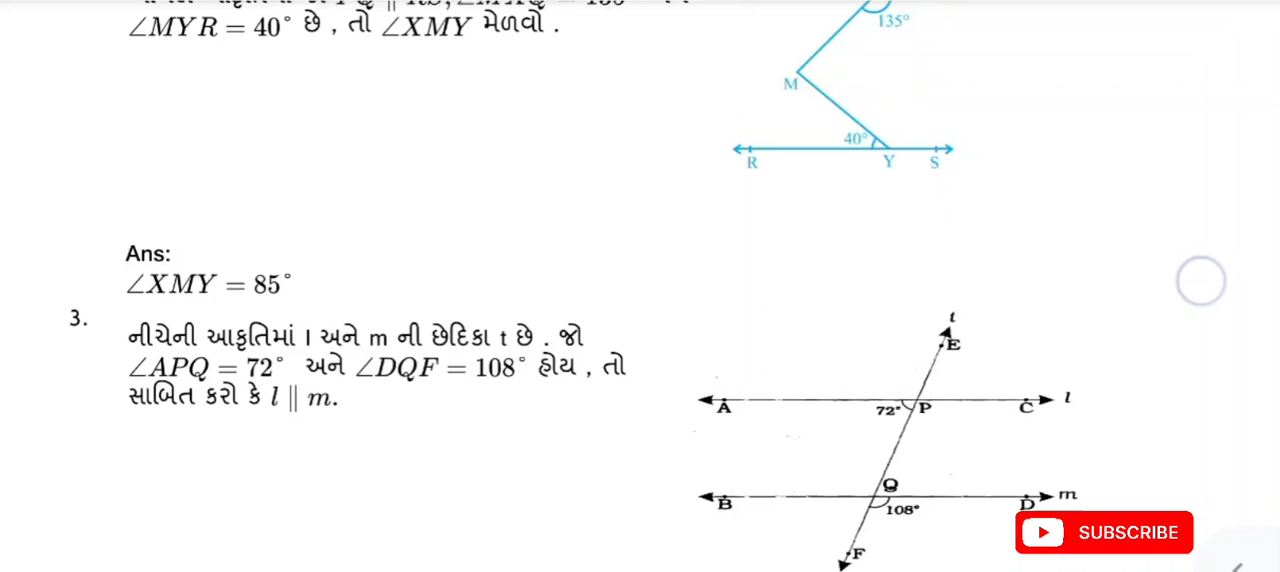 ∠MYR = 40° છે , તો ∠XMY મેળવો .
135°
M
40°
R Y S
Ans:
∠XMY = 85°
3.
નીચેની આકૃતિમાં l અને m ની છેદિકા t છે . જો
∠APQ = 72° અને ∠DQF = 108° હોય , તો
સાબિત કરો કે l || m.
t
E
A 72° P C l
Q
B 108° D m
F
SUBSCRIBE